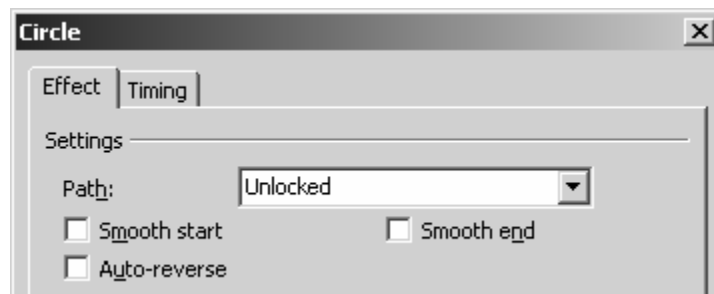 Circle
Effect Timing
Settings
Path: Unlocked
Smooth start Smooth end
Auto-reverse